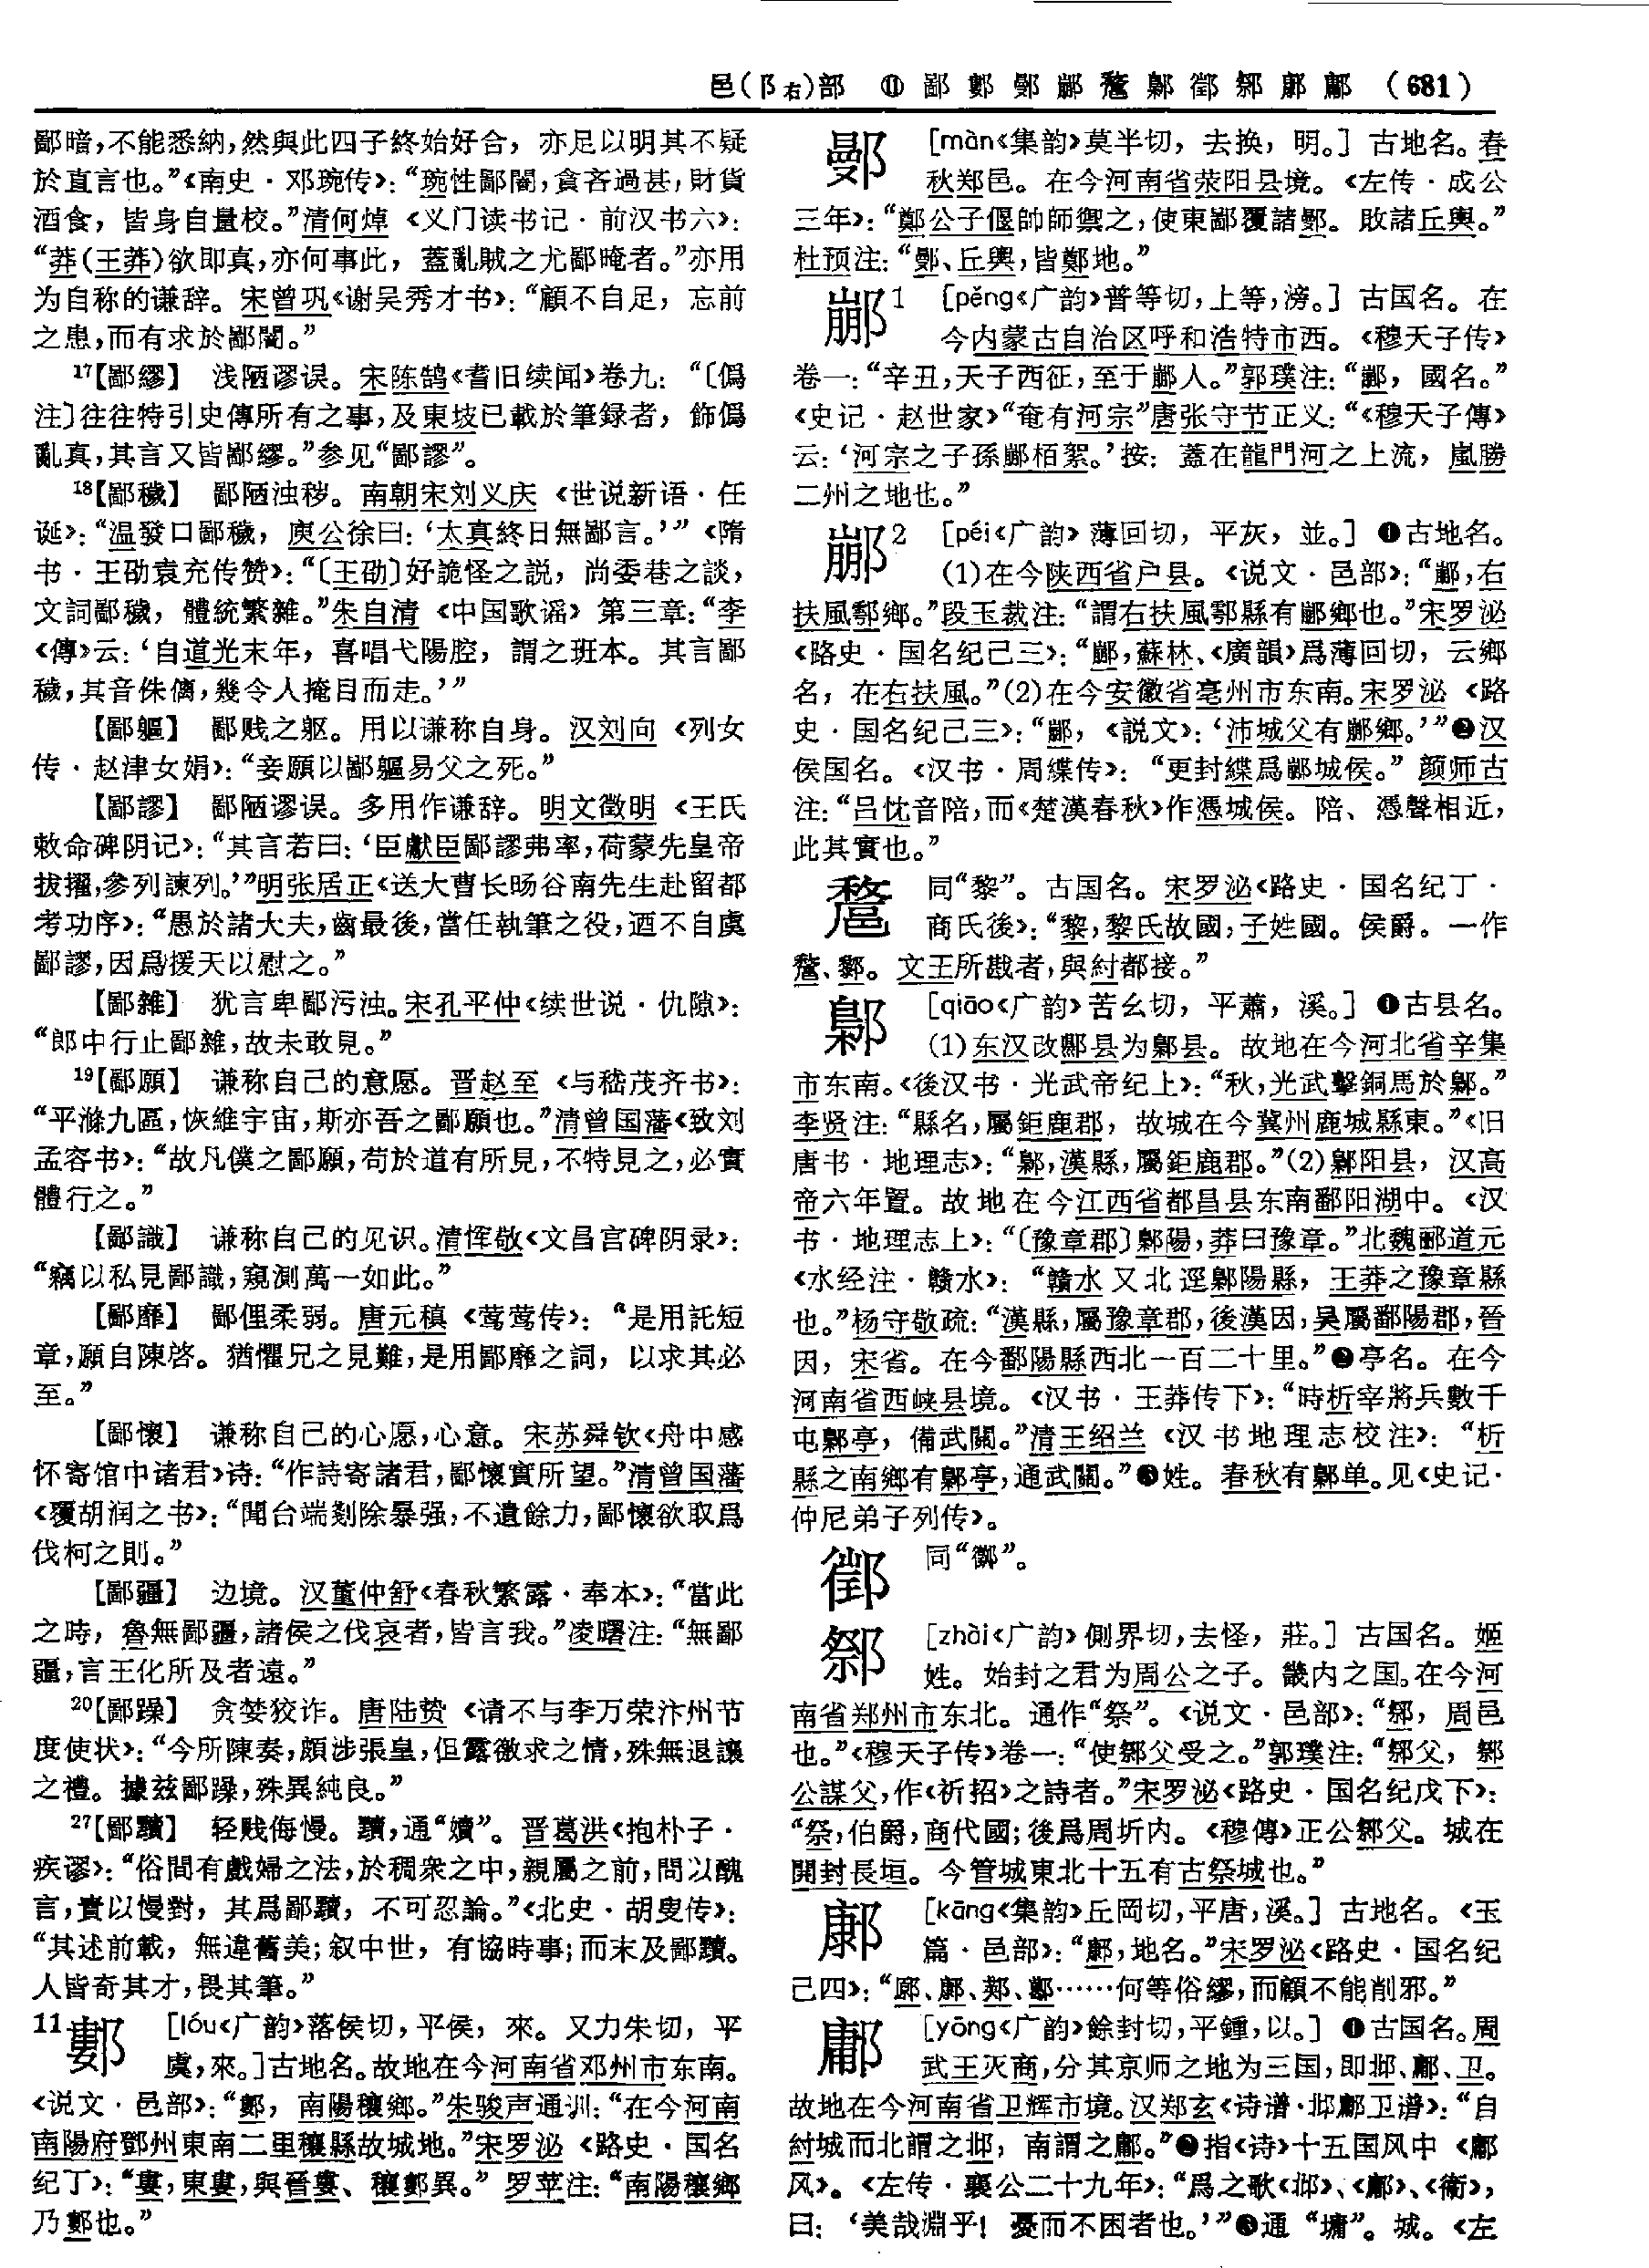 邑(阝右)部 ⑪ 鄙 鄭 鄤 𨞙 䣓 鄡 𨝸 鄒 鄘 (681)
鄙暗,不能悉納,然與此四子終始好合,亦足以明其不疑
於直言也。”《南史·邓琬传》:“琬性鄙闇,貪吝過甚,財貨
酒食,皆身自量校。”清何焯《义门读书记·前汉书六》:
“莽(王莽)欲即真,亦何事此,蓋亂賊之尤鄙晻者。”亦用
为自称的谦辞。宋曾巩《谢吴秀才书》:“顧不自足,忘前
之患,而有求於鄙闇。”
17【鄙繆】 浅陋谬误。宋陈鹄《耆旧续闻》卷九:“〔僞
注〕往往特引史傳所有之事,及東坡已載於筆録者,飾僞
亂真,其言又皆鄙繆。”参见“鄙謬”。
18【鄙穢】 鄙陋浊秽。南朝宋刘义庆《世说新语·任
诞》:“温發口鄙穢,庾公徐曰:‘太真終日無鄙言。’”《隋
书·王劭袁充传赞》:“〔王劭〕好詭怪之説,尚委巷之談,
文詞鄙穢,體統繁雜。”朱自清《中国歌谣》第三章:“李
《傳》云:‘自道光末年,喜唱弋陽腔,謂之班本。其言鄙
穢,其音侏儷,幾令人掩目而走。’”
【鄙軀】 鄙贱之躯。用以谦称自身。汉刘向《列女
传·赵津女娟》:“妾願以鄙軀易父之死。”
【鄙謬】 鄙陋谬误。多用作谦辞。明文徵明《王氏
敕命碑阴记》:“其言若曰:‘臣獻臣鄙謬弗率,荷蒙先皇帝
拔擢,參列諫列。’”明张居正《送大曹长旸谷南先生赴留都
考功序》:“愚於諸大夫,齒最後,當任執筆之役,迺不自虞
鄙謬,因爲援天以慰之。”
【鄙雜】 犹言卑鄙污浊。宋孔平仲《续世说·仇隙》:
“郎中行止鄙雜,故未敢見。”
19【鄙願】 谦称自己的意愿。晋赵至《与嵇茂齐书》:
“平滌九區,恢維宇宙,斯亦吾之鄙願也。”清曾国藩《致刘
孟容书》:“故凡僕之鄙願,苟於道有所見,不特見之,必實
體行之。”
【鄙識】 谦称自己的见识。清恽敬《文昌宫碑阴录》:
“竊以私見鄙識,窺測萬一如此。”
【鄙靡】 鄙俚柔弱。唐元稹《莺莺传》:“是用託短
章,願自陳啓。猶懼兄之見難,是用鄙靡之詞,以求其必
至。”
【鄙懷】 谦称自己的心愿,心意。宋苏舜钦《舟中感
怀寄馆中诸君》诗:“作詩寄諸君,鄙懷實所望。”清曾国藩
《覆胡润之书》:“聞台端剗除暴强,不遺餘力,鄙懷欲取爲
伐柯之則。”
【鄙疆】 边境。汉董仲舒《春秋繁露·奉本》:“當此
之時,魯無鄙疆,諸侯之伐哀者,皆言我。”凌曙注:“無鄙
疆,言王化所及者遠。”
20【鄙躁】 贪婪狡诈。唐陆贽《请不与李万荣汴州节
度使状》:“今所陳奏,頗涉張皇,但露徼求之情,殊無退讓
之禮。據兹鄙躁,殊異純良。”
27【鄙黷】 轻贱侮慢。黷,通“嬻”。晋葛洪《抱朴子·
疾谬》:“俗間有戲婦之法,於稠衆之中,親屬之前,問以醜
言,責以慢對,其爲鄙黷,不可忍論。”《北史·胡叟传》:
“其述前載,無違舊美;叙中世,有協時事;而末及鄙黷。
人皆奇其才,畏其筆。”
11鄭 [lóu《广韵》落侯切,平侯,來。又力朱切,平
虞,來。]古地名。故地在今河南省邓州市东南。
《说文·邑部》:“鄭,南陽穰鄉。”朱骏声通训:“在今河南
南陽府鄧州東南二里穰縣故城地。”宋罗泌《路史·国名
纪丁》:“婁,東婁,與晉婁、穰鄭異。”罗苹注:“南陽穰鄉
乃鄭也。”
鄤 [màn《集韵》莫半切,去换,明。] 古地名。春
秋郑邑。在今河南省荥阳县境。《左传·成公
三年》:“鄭公子偃帥師禦之,使東鄙覆諸鄤。敗諸丘輿。”
杜预注:“鄤、丘輿,皆鄭地。”
𨞙1 [pěng《广韵》普等切,上等,滂。] 古国名。在
今内蒙古自治区呼和浩特市西。《穆天子传》
卷一:“辛丑,天子西征,至于𨞙人。”郭璞注:“𨞙,國名。”
《史记·赵世家》“奄有河宗”唐张守节正义:“《穆天子傳》
云:‘河宗之子孫𨞙栢絮。’按:蓋在龍門河之上流,嵐勝
二州之地也。”
𨞙2 [péi《广韵》薄回切,平灰,並。] ❶古地名。
(1)在今陕西省户县。《说文·邑部》:“𨞙,右
扶風鄠鄉。”段玉裁注:“謂右扶風鄠縣有𨞙鄉也。”宋罗泌
《路史·国名纪己三》:“𨞙,蘇林、《廣韻》爲薄回切,云鄉
名,在右扶風。”(2)在今安徽省亳州市东南。宋罗泌《路
史·国名纪己三》:“𨞙,《説文》:‘沛城父有𨞙鄉。’”❷汉
侯国名。《汉书·周緤传》:“更封緤爲𨞙城侯。”颜师古
注:“吕忱音陪,而《楚漢春秋》作憑城侯。陪、憑聲相近,
此其實也。”
䣓 同“黎”。古国名。宋罗泌《路史·国名纪丁·
商氏後》:“黎,黎氏故國,子姓國。侯爵。一作
䣓、鄝。文王所戡者,與紂都接。”
鄡 [qiāo《广韵》苦幺切,平蕭,溪。] ❶古县名。
(1)东汉改鄥县为鄡县。故地在今河北省辛集
市东南。《後汉书·光武帝纪上》:“秋,光武擊銅馬於鄡。”
李贤注:“縣名,屬鉅鹿郡,故城在今冀州鹿城縣東。”《旧
唐书·地理志》:“鄡,漢縣,屬鉅鹿郡。”(2)鄡阳县,汉高
帝六年置。故地在今江西省都昌县东南鄱阳湖中。《汉
书·地理志上》:“〔豫章郡〕鄡陽,莽曰豫章。”北魏郦道元
《水经注·赣水》:“贛水又北逕鄡陽縣,王莽之豫章縣
也。”杨守敬疏:“漢縣,屬豫章郡,後漢因,吴屬鄱陽郡,晉
因,宋省。在今鄱陽縣西北一百二十里。”❷亭名。在今
河南省西峡县境。《汉书·王莽传下》:“時析宰將兵數千
屯鄡亭,備武關。”清王绍兰《汉书地理志校注》:“析
縣之南鄉有鄡亭,通武關。”❸姓。春秋有鄡单。见《史记·
仲尼弟子列传》。
同“鄼”。
鄒 [zhài《广韵》側界切,去怪,莊。] 古国名。姬
姓。始封之君为周公之子。畿内之国。在今河
南省郑州市东北。通作“祭”。《说文·邑部》:“鄒,周邑
也。”《穆天子传》卷一:“使鄒父受之。”郭璞注:“鄒父,鄒
公謀父,作《祈招》之詩者。”宋罗泌《路史·国名纪戊下》:
“祭,伯爵,商代國;後爲周圻内。《穆傳》正公鄒父。城在
開封長垣。今管城東北十五有古祭城也。”
鄘 [kāng《集韵》丘岡切,平唐,溪。] 古地名。《玉
篇·邑部》:“鄘,地名。”宋罗泌《路史·国名纪
己四》:“……何等俗繆,而顧不能削邪。”
鄘 [yōng《广韵》餘封切,平鍾,以。] ❶古国名。周
武王灭商,分其京师之地为三国,即邶、鄘、卫。
故地在今河南省卫辉市境。汉郑玄《诗谱·邶鄘卫谱》:“自
紂城而北謂之邶,南謂之鄘。”❷指《诗》十五国风中《鄘
风》。《左传·襄公二十九年》:“爲之歌《邶》、《鄘》、《衛》,
曰:‘美哉淵乎!憂而不困者也。’”❸通“墉”。城。《左